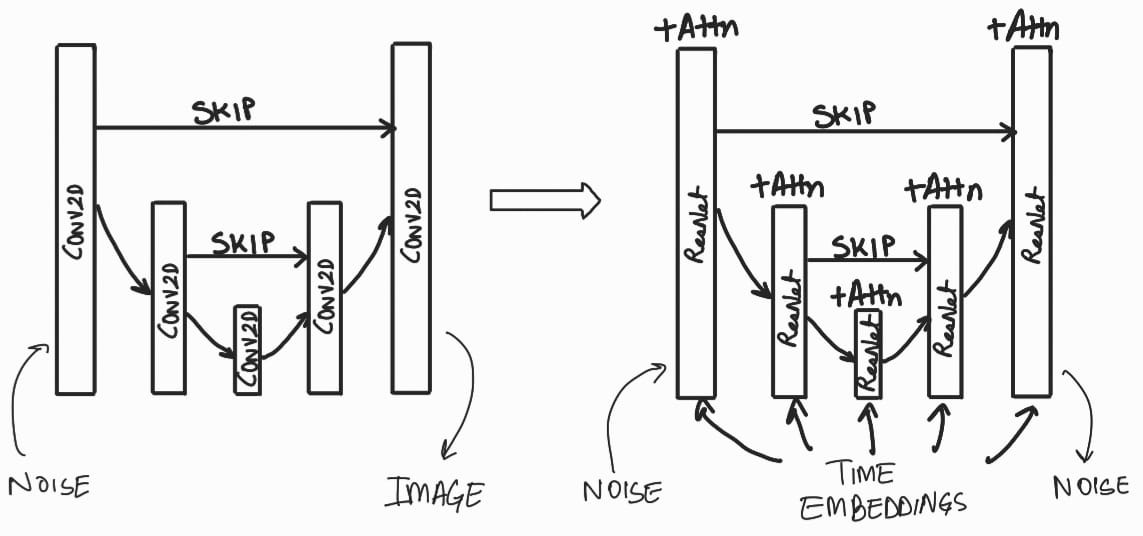 SKIP
CONV2D
CONV2D
SKIP
CONV2D
CONV2D
CONV2D
NOISE
IMAGE
+Attn
+Attn
SKIP
ResNet
+Attn
+Attn
ResNet
SKIP
+Attn
ResNet
ResNet
ResNet
NOISE
TIME
EMBEDDINGS
NOISE